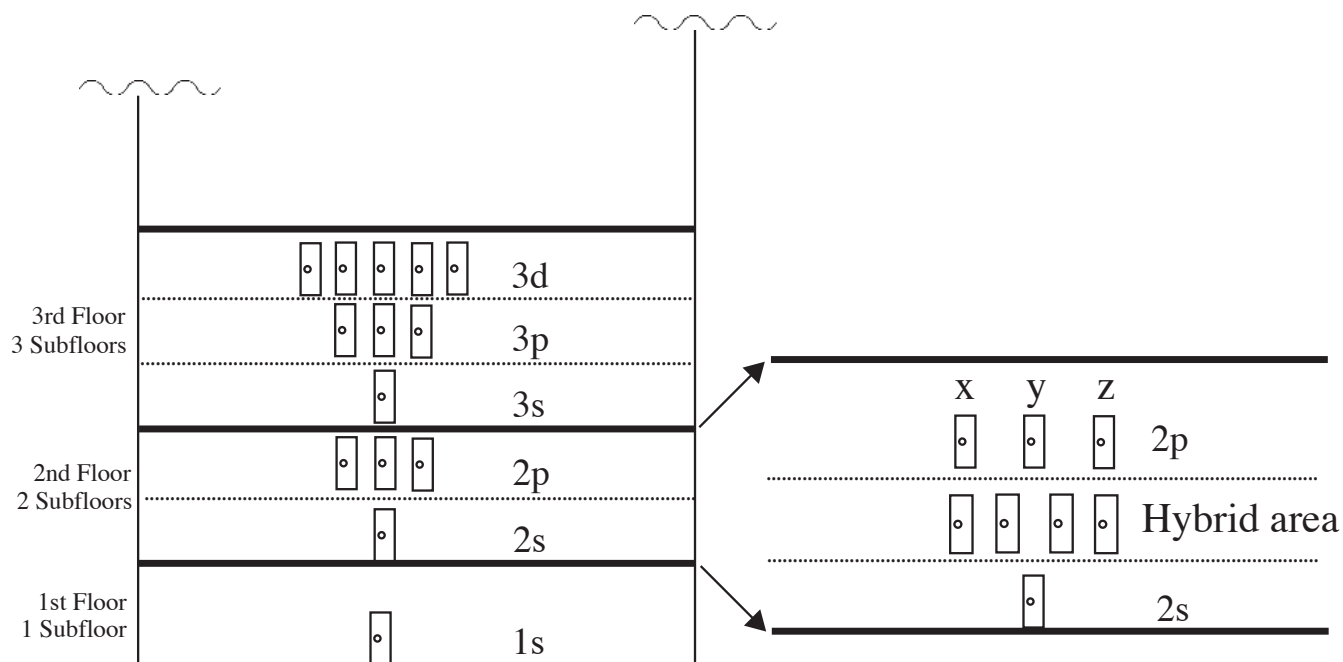 3d
3rd Floor
3 Subfloors
3p
3s
x y z
2p
2nd Floor
2 Subfloors
2p
Hybrid area
2s
2s
1st Floor
1 Subfloor
1s